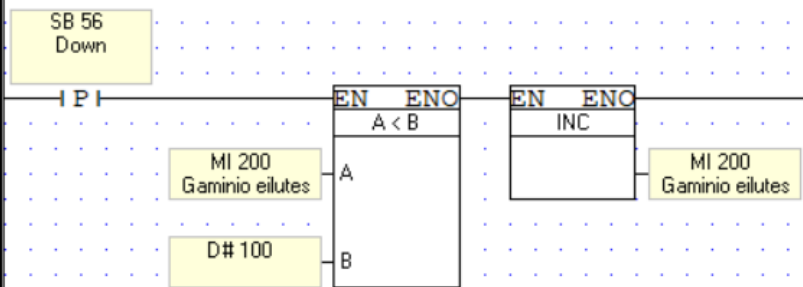 SB 56
Down
P
EN ENO
EN ENO
A < B
INC
MI 200
Gaminio eilutes
A
MI 200
Gaminio eilutes
D# 100
B